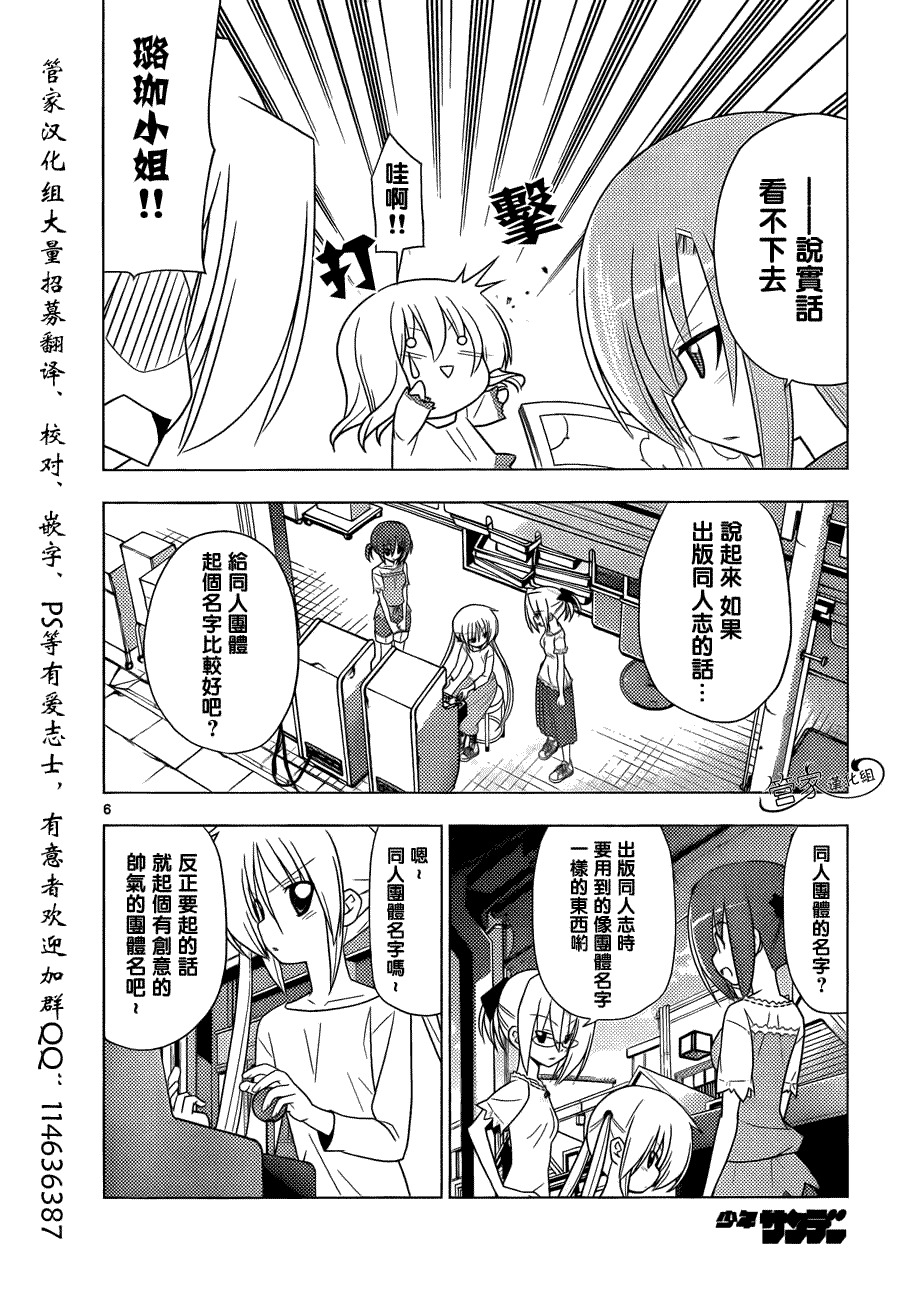 ——說實話
看不下去
擊
哇啊!!
打
璐珈小姐!!
說起來 如果
出版同人志的話…
給同人團體
起個名字比較好吧?
管家漢化組
6
同人團體的名字?
出版同人志時
要用到的像團體名字
一樣的東西喲
嗯~
同人團體名字嗎~
反正要起的話
就起個有創意的
帥氣的團體名吧~
少年サンデー
管家汉化组大量招募翻译、校对、嵌字、PS等有爱志士，有意者欢迎加群QQ：114636387